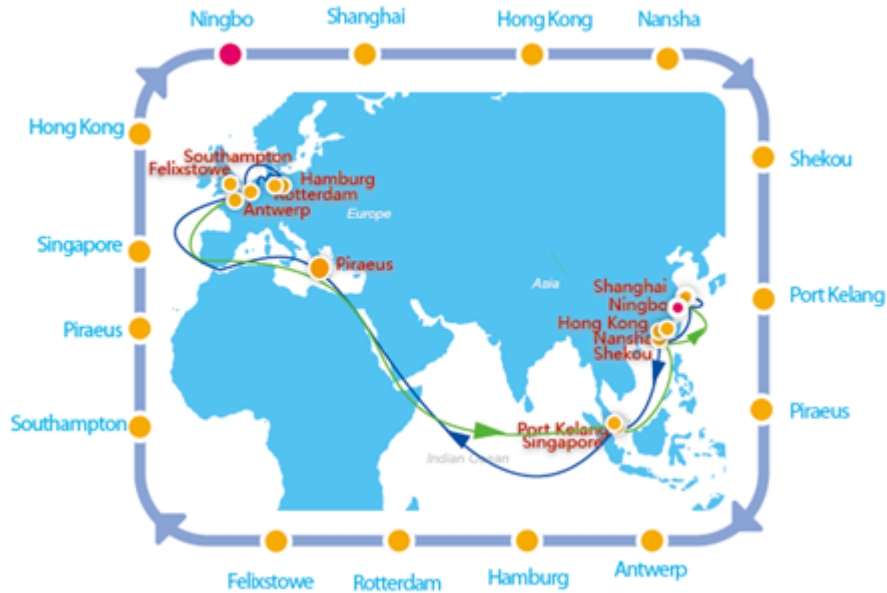 Ningbo
Shanghai
Hong Kong
Nansha
Hong Kong
Shekou
Southampton
Felixstowe
Hamburg
Rotterdam
Antwerp
Europe
Singapore
Piraeus
Asia
Shanghai
Ningbo
Port Kelang
Hong Kong
Nansha
Shekou
Piraeus
Southampton
Port Kelang
Singapore
Indian Ocean
Piraeus
Felixstowe
Rotterdam
Hamburg
Antwerp